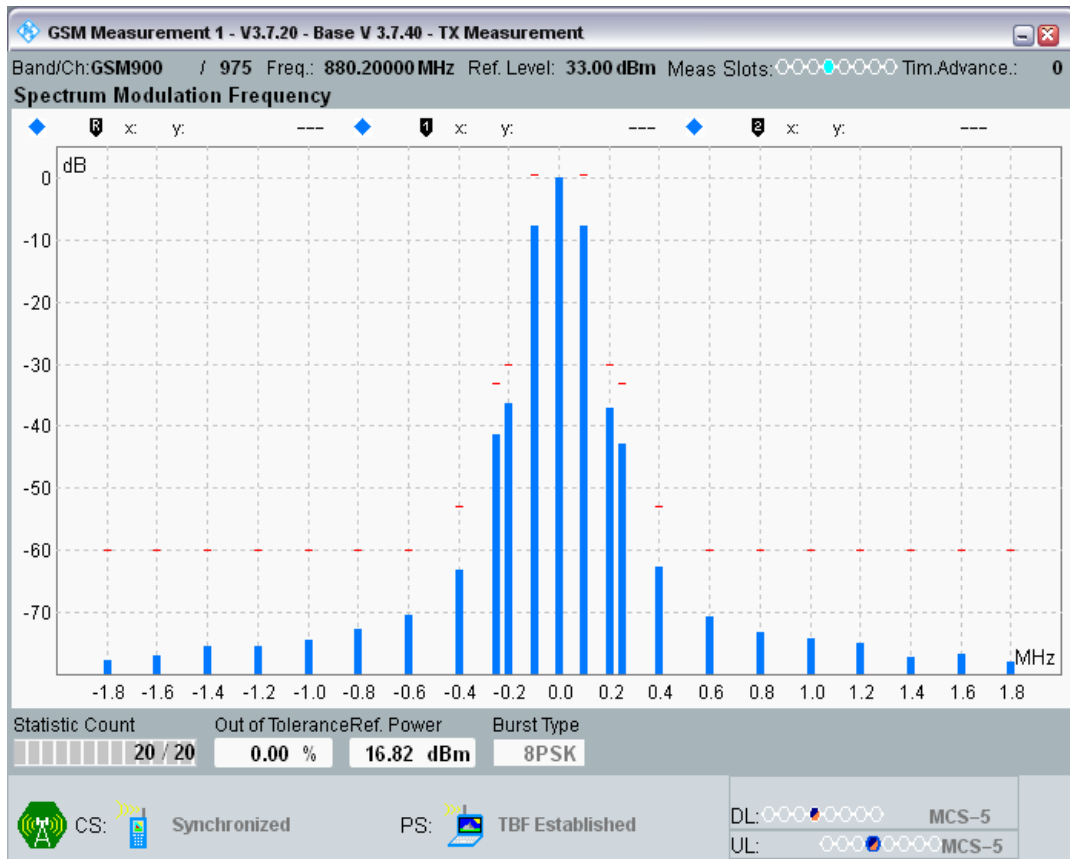 GSM Measurement 1 - V3.7.20 - Base V 3.7.40 - TX Measurement
Band/Ch:GSM900 / 975 Freq.: 880.20000 MHz Ref. Level: 33.00 dBm Meas Slots: Tim.Advance.: 0
Spectrum Modulation Frequency
R x: y: --- 1 x: y: --- 2 x: y: ---
dB
0
-10
-20
-30
-40
-50
-60
-70
MHz
-1.8 -1.6 -1.4 -1.2 -1.0 -0.8 -0.6 -0.4 -0.2 0.0 0.2 0.4 0.6 0.8 1.0 1.2 1.4 1.6 1.8
Statistic Count Out of Tolerance Ref. Power Burst Type
20 / 20 0.00 % 16.82 dBm 8PSK
CS: Synchronized PS: TBF Established
DL: MCS-5
UL: MCS-5